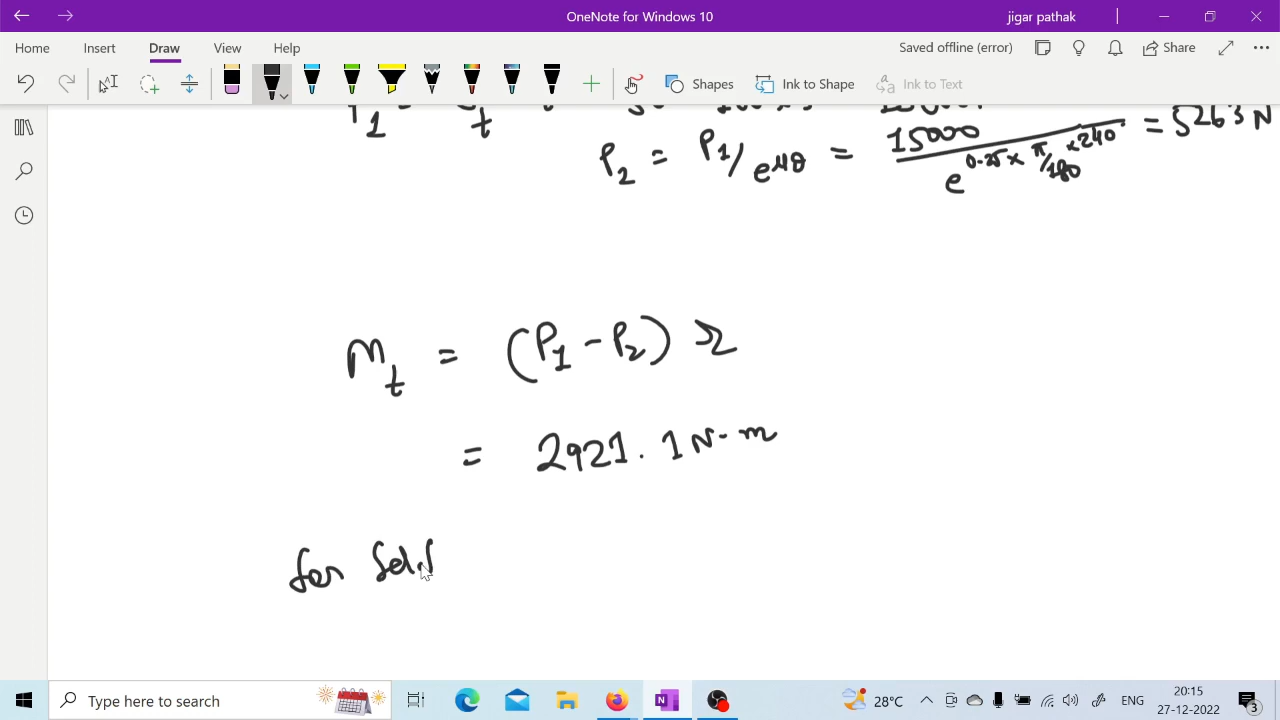 OneNote for Windows 10
jigar pathak
Home Insert Draw View Help
Saved offline (error) Share
Shapes Ink to Shape Ink to Text
P1 = t
P2 = P1/eμθ = 15000 / e0.25 x π/180 x 240 = 5263 N
Mt = (P1 - P2) r
= 2921.1 N·m
for Self
Type here to search
28°C
ENG
20:15
27-12-2022
3